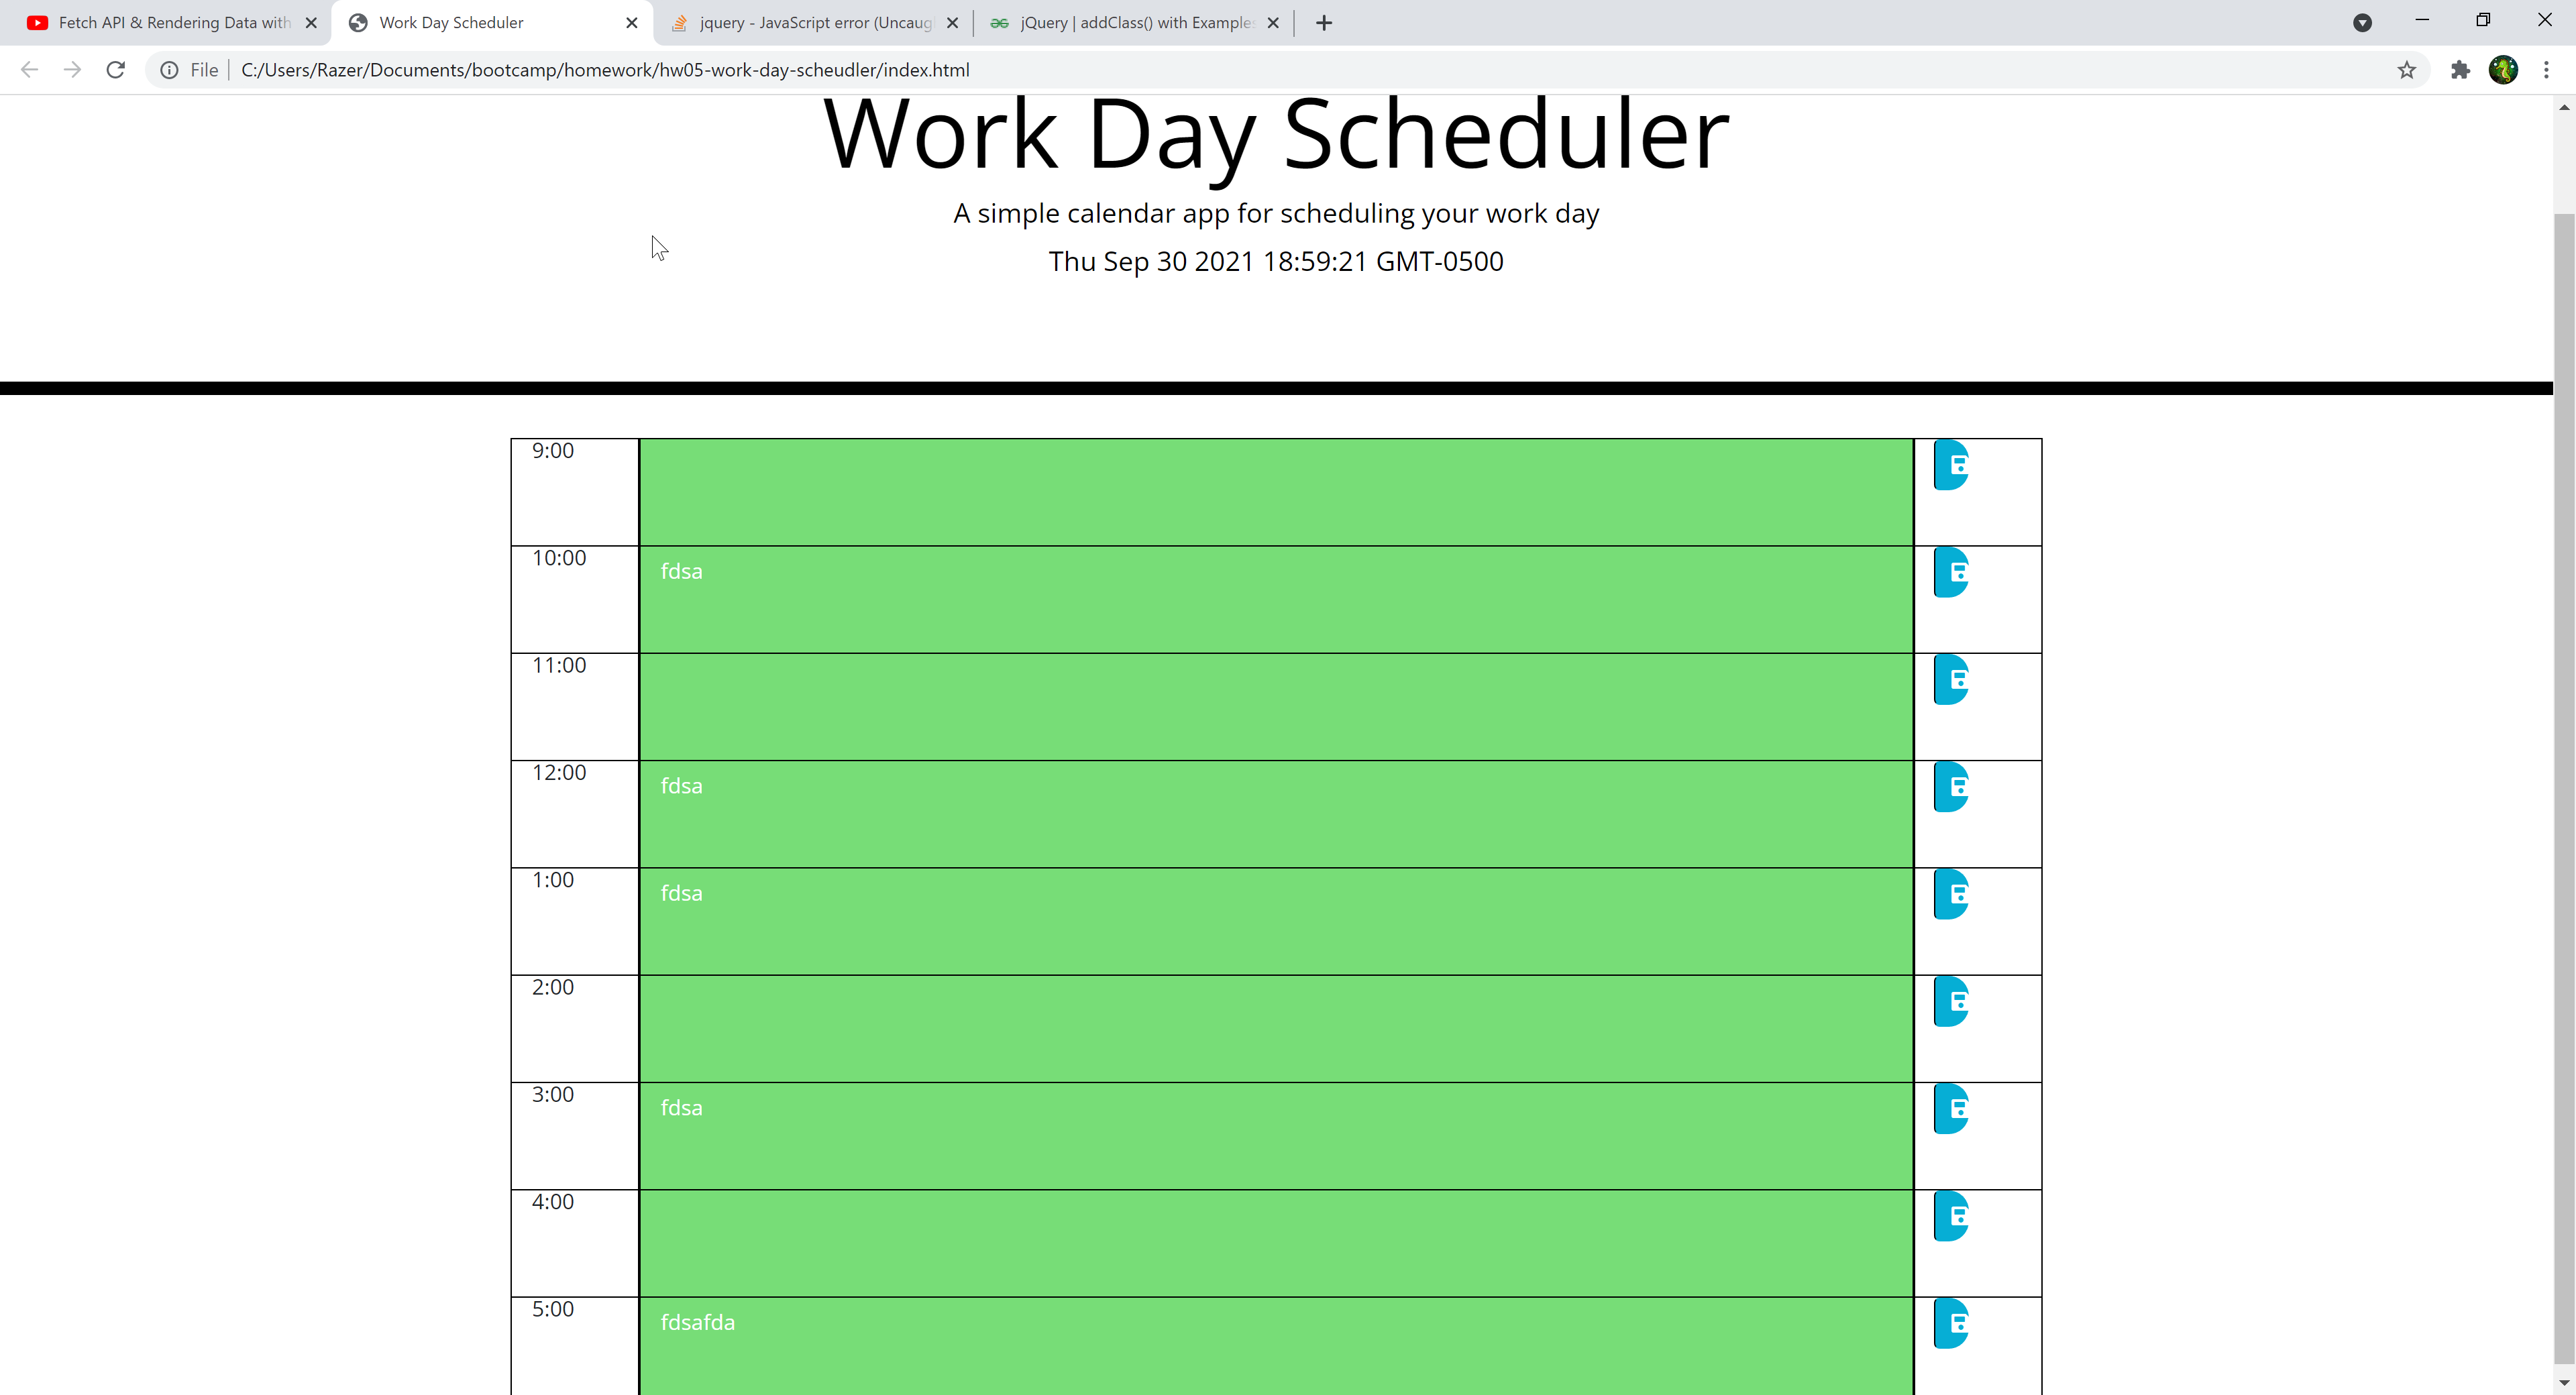 Fetch API & Rendering Data with
Work Day Scheduler
jquery - JavaScript error (Uncaug
jQuery | addClass() with Examples
File
C:/Users/Razer/Documents/bootcamp/homework/hw05-work-day-scheudler/index.html
Work Day Scheduler
A simple calendar app for scheduling your work day
Thu Sep 30 2021 18:59:21 GMT-0500
9:00
10:00 fdsa
11:00
12:00 fdsa
1:00 fdsa
2:00
3:00 fdsa
4:00
5:00 fdsafda